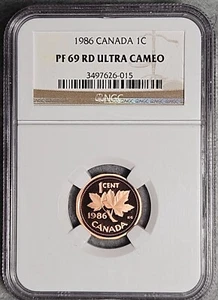 1986 CANADA 1C
PF 69 RD ULTRA CAMEO
3497626-015
NGC
1 CENT
1986
CANADA